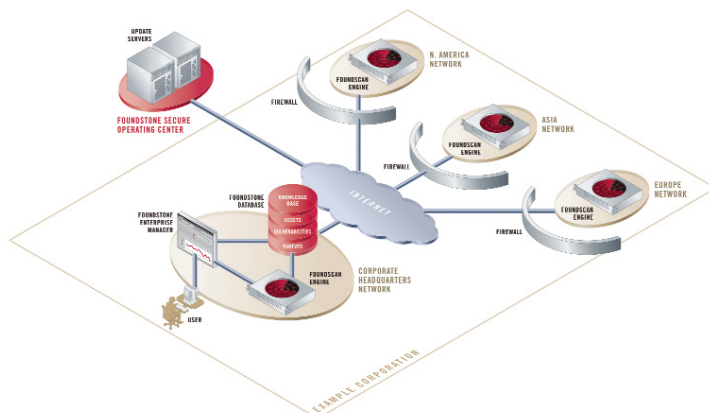 UPDATE
SERVERS
FOUNDSTONE SECURE
OPERATING CENTER
N. AMERICA
NETWORK
FOUNDSCAN
ENGINE
FIREWALL
ASIA
NETWORK
FOUNDSCAN
ENGINE
FIREWALL
EUROPE
NETWORK
FOUNDSCAN
ENGINE
FIREWALL
INTERNET
FOUNDSTONE
DATABASE
KNOWLEDGE
BASE
ASSETS
VULNERABILITIES
THREATS
FOUNDSTONE
ENTERPRISE
MANAGER
FOUNDSCAN
ENGINE
CORPORATE
HEADQUARTERS
NETWORK
USER
EXAMPLE CORPORATION